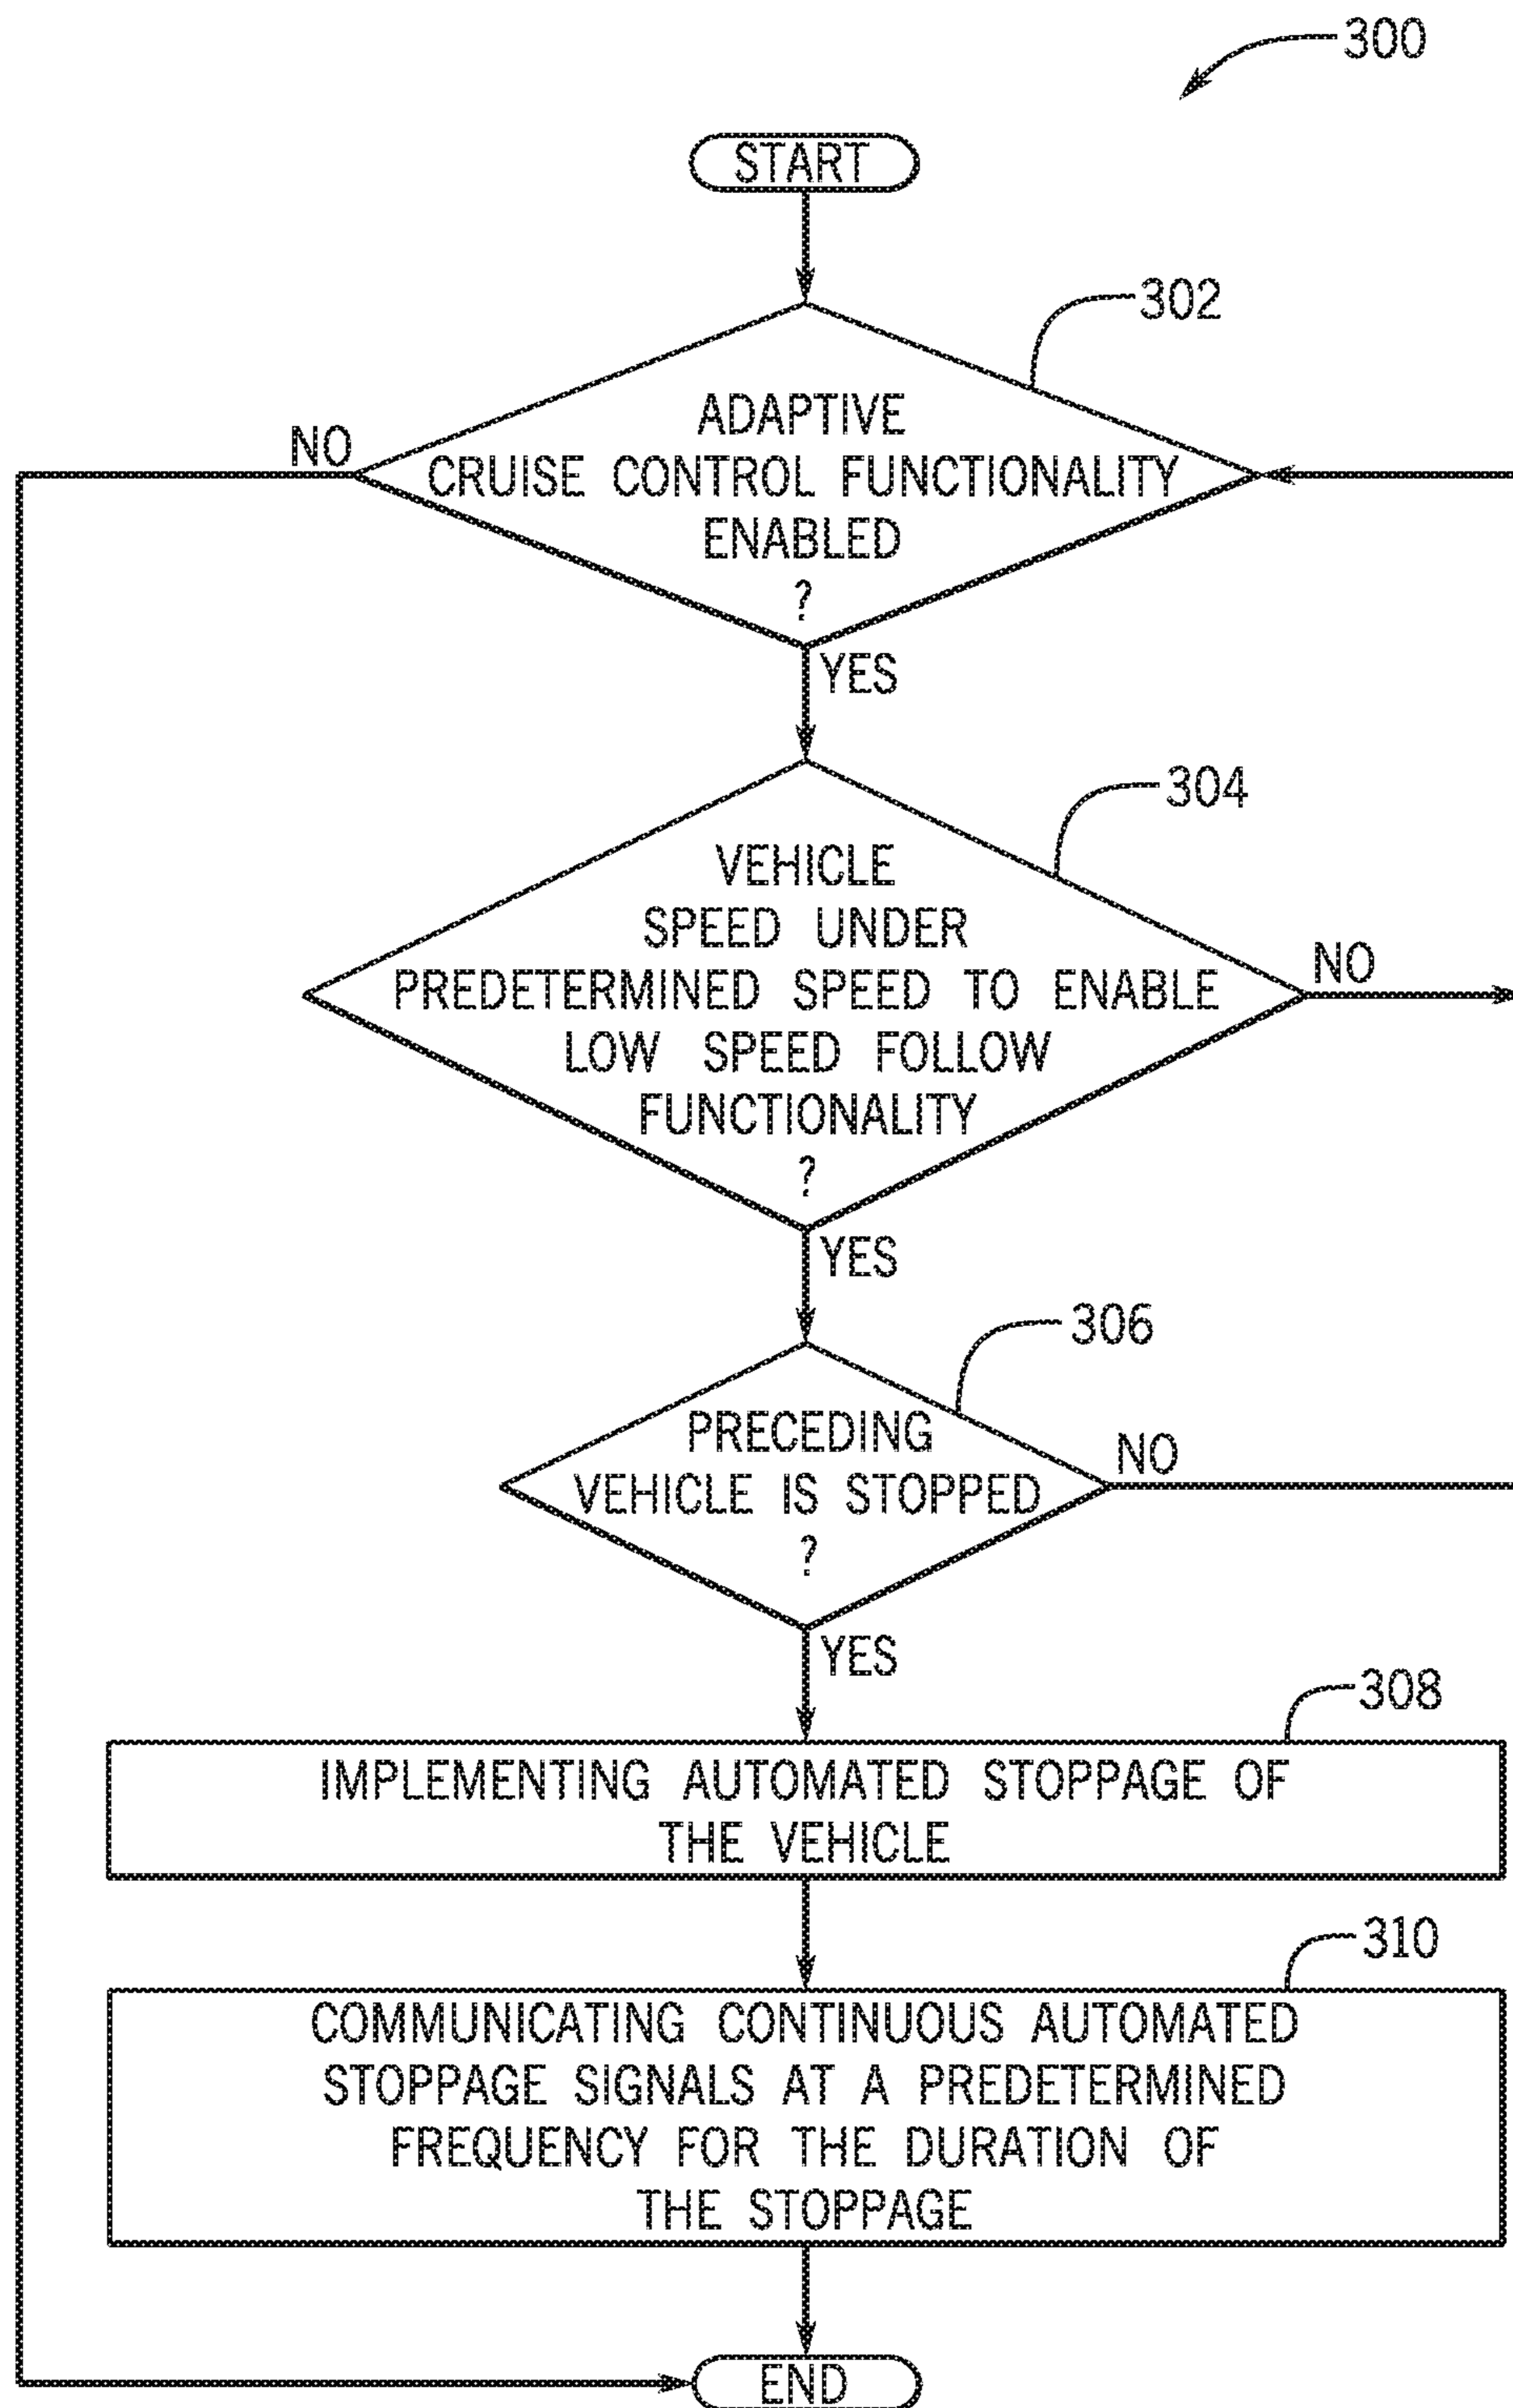 300
START
302
ADAPTIVE
CRUISE CONTROL FUNCTIONALITY
ENABLED
?
NO
YES
304
VEHICLE
SPEED UNDER
PREDETERMINED SPEED TO ENABLE
LOW SPEED FOLLOW
FUNCTIONALITY
?
NO
YES
306
PRECEDING
VEHICLE IS STOPPED
?
NO
YES
308
IMPLEMENTING AUTOMATED STOPPAGE OF
THE VEHICLE
310
COMMUNICATING CONTINUOUS AUTOMATED
STOPPAGE SIGNALS AT A PREDETERMINED
FREQUENCY FOR THE DURATION OF
THE STOPPAGE
END